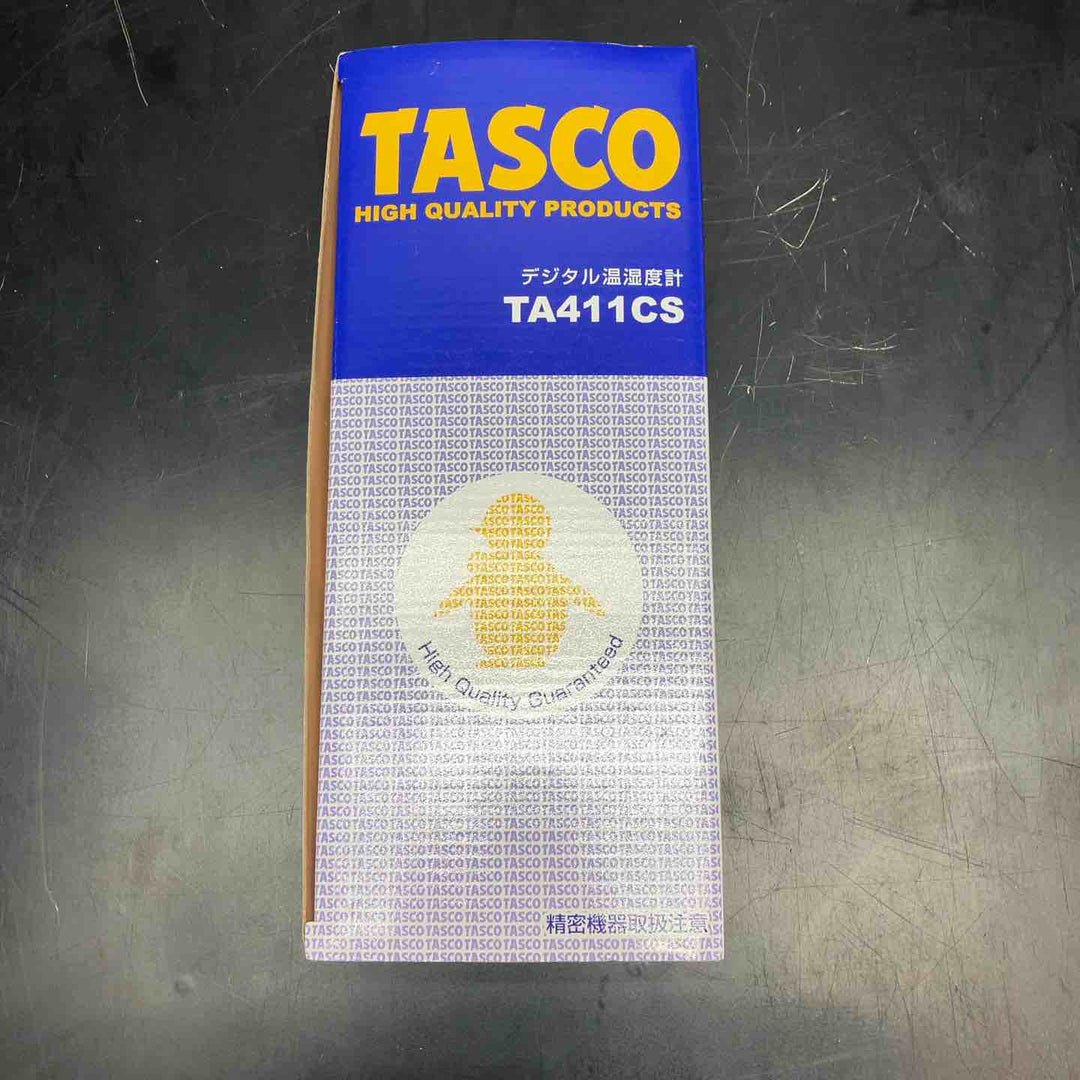 TASCO
HIGH QUALITY PRODUCTS
デジタル温湿度計
TA411CS
High Quality Guaranteed
精密機器取扱注意